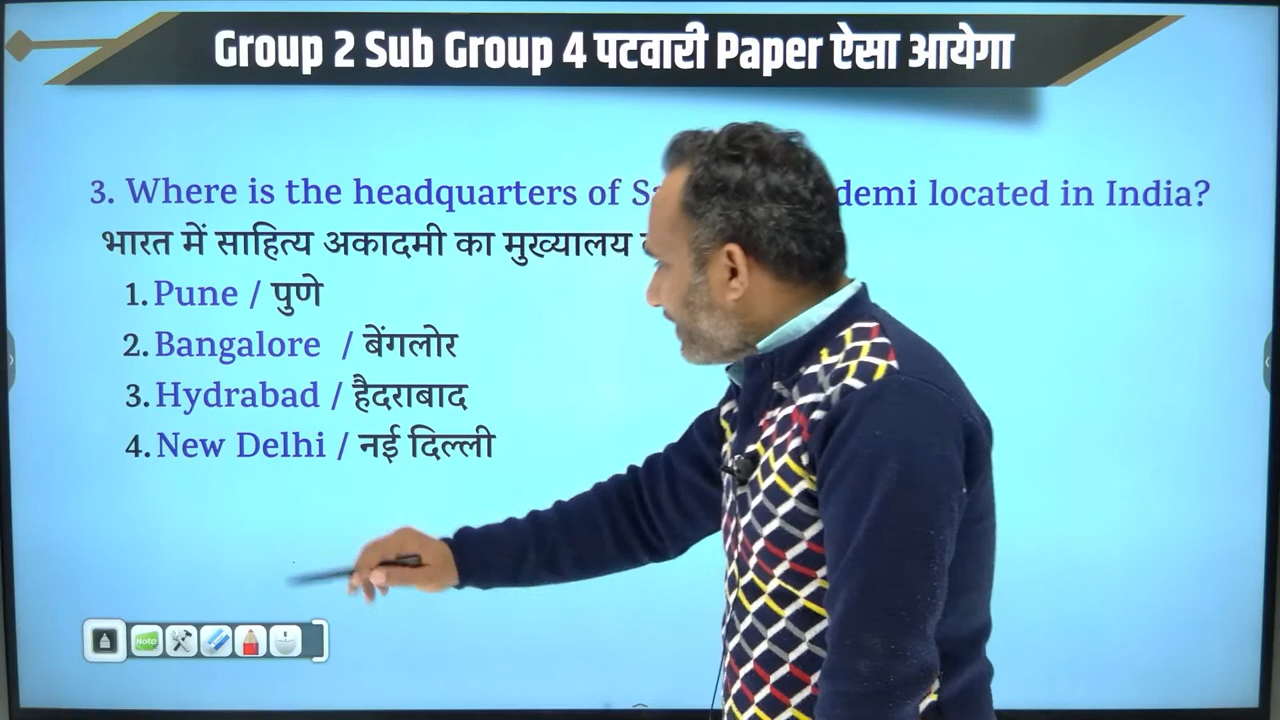 Group 2 Sub Group 4 पटवारी Paper ऐसा आयेगा
3. Where is the headquarters of located in India?
भारत में साहित्य अकादमी का मुख्यालय
1. Pune / पुणे
2. Bangalore / बेंगलोर
3. Hydrabad / हैदराबाद
4. New Delhi / नई दिल्ली
Note